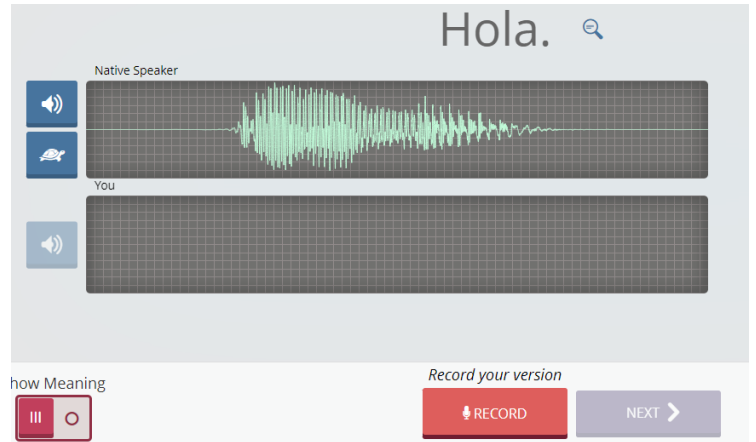 Hola.
Native Speaker
You
how Meaning
Record your version
RECORD
NEXT